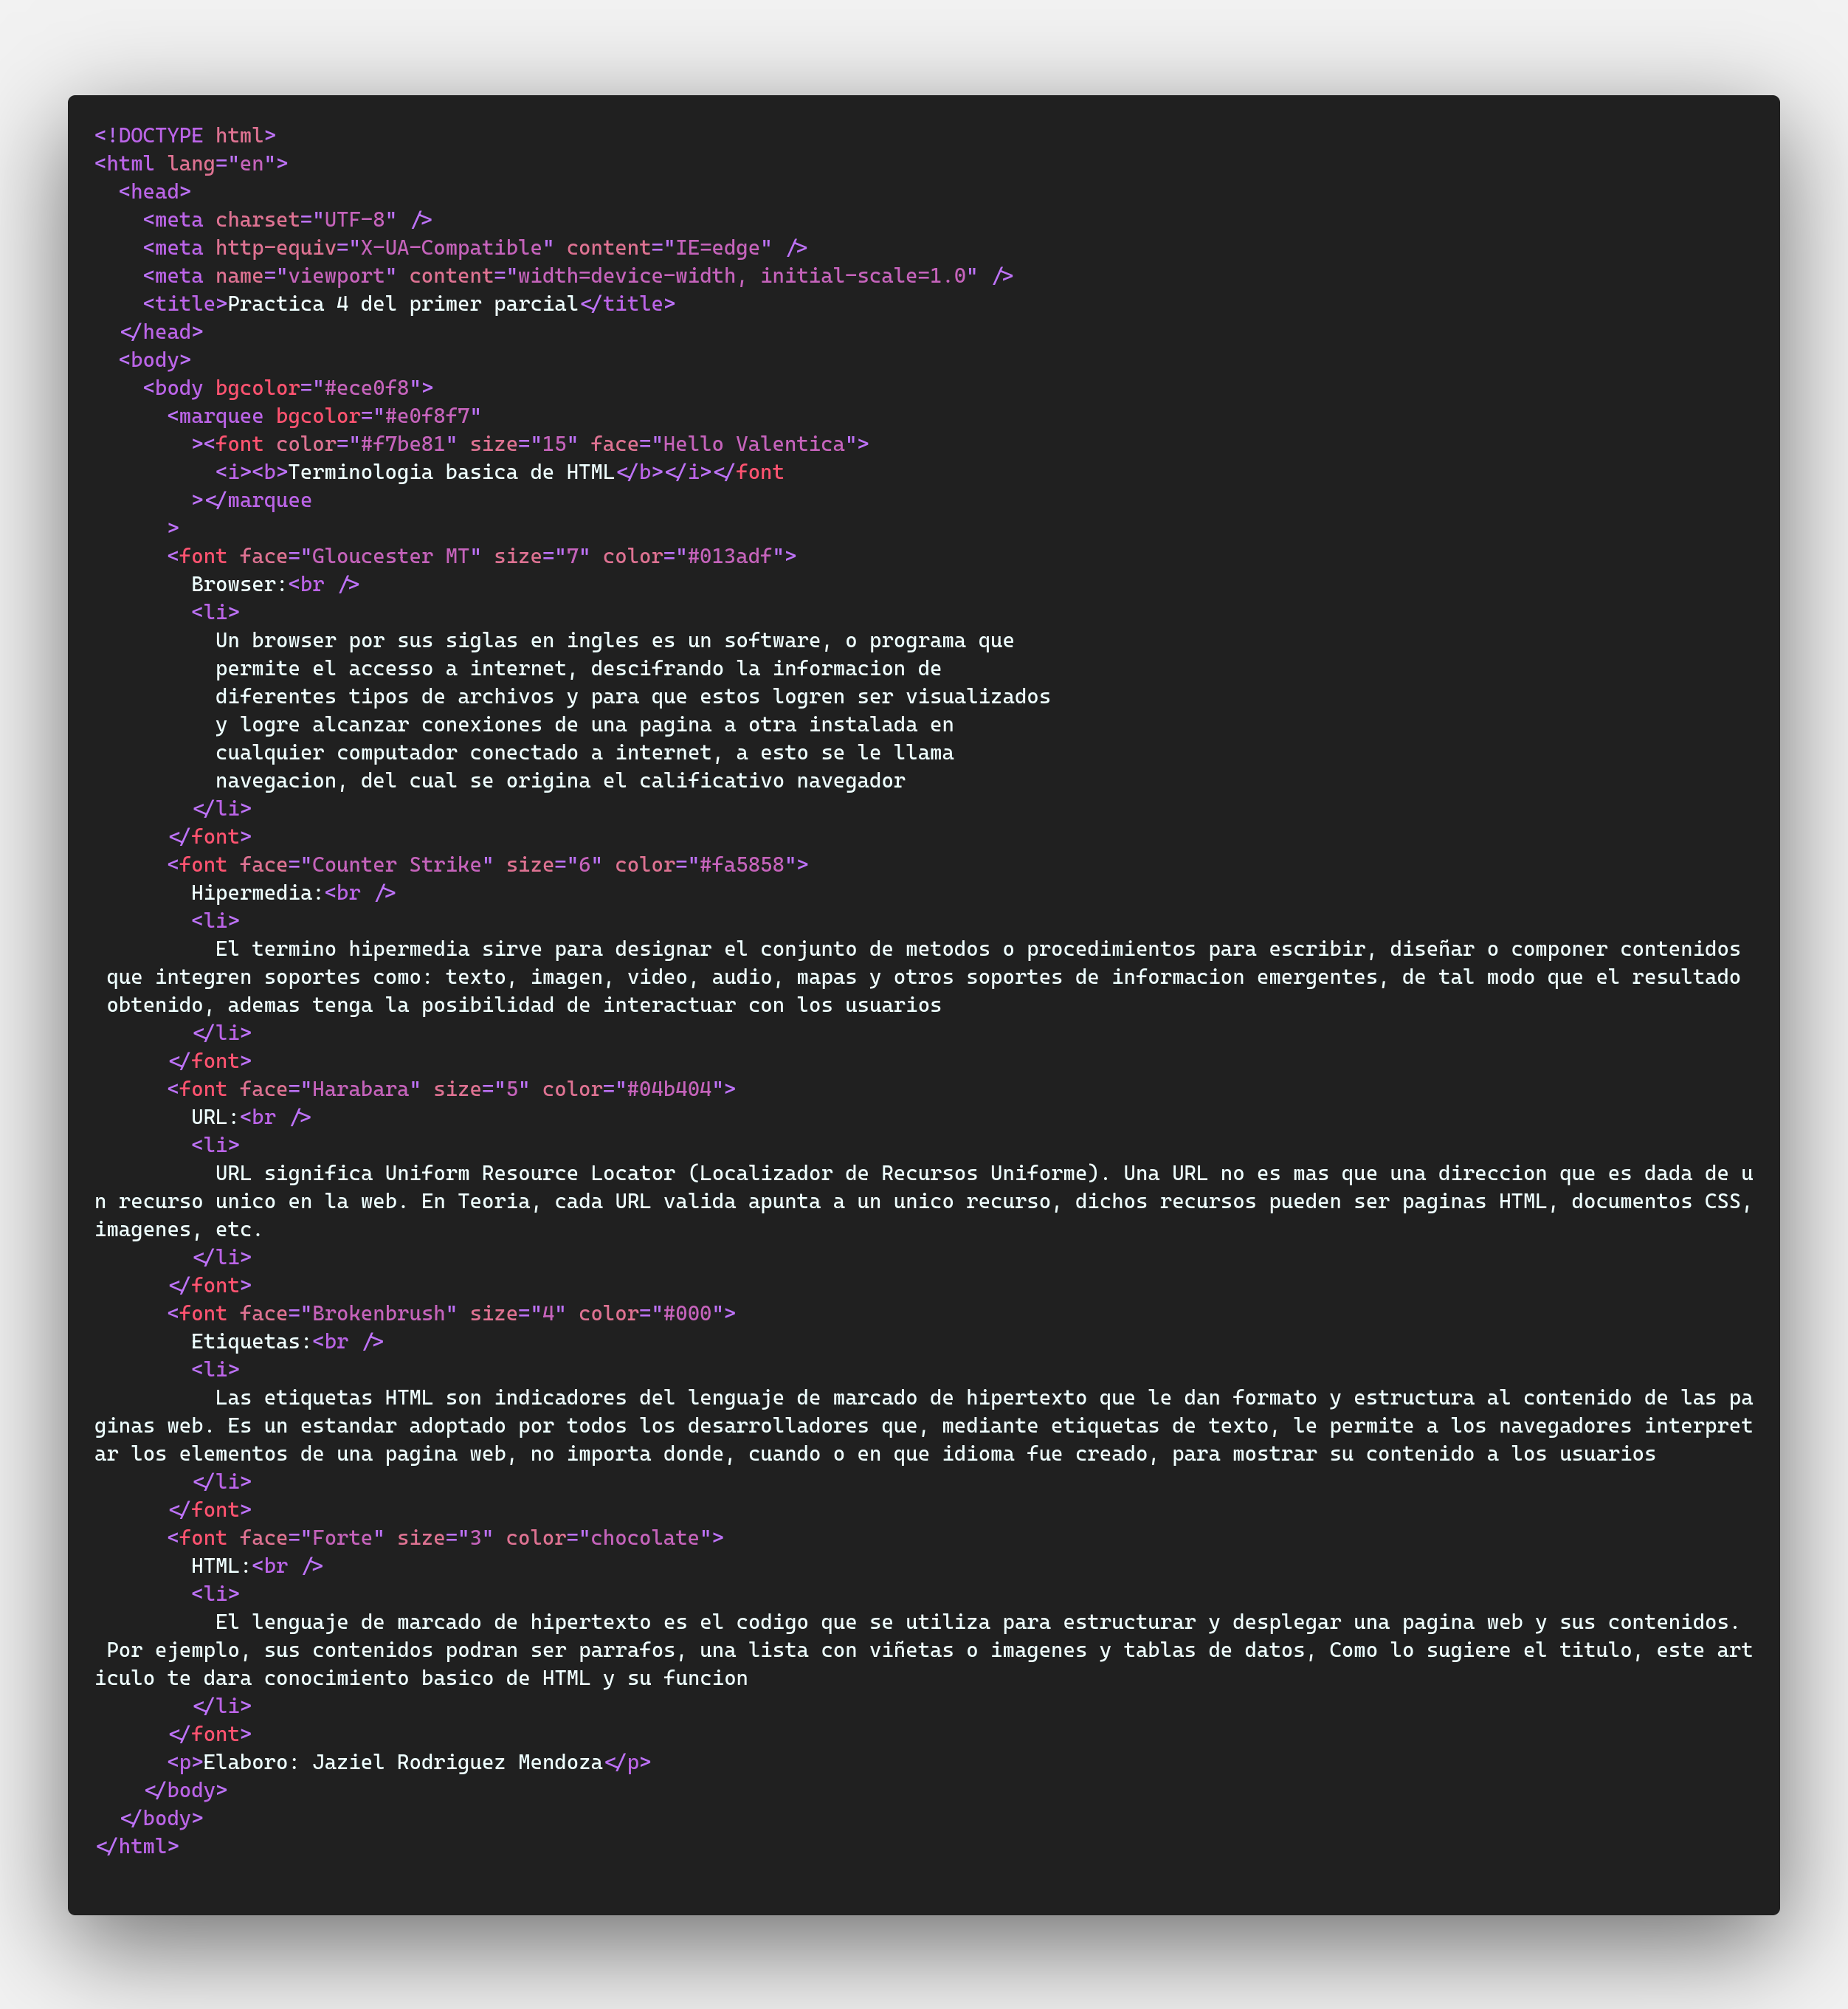 <!DOCTYPE html>
<html lang="en">
  <head>
    <meta charset="UTF-8" />
    <meta http-equiv="X-UA-Compatible" content="IE=edge" />
    <meta name="viewport" content="width=device-width, initial-scale=1.0" />
    <title>Practica 4 del primer parcial</title>
  </head>
  <body>
    <body bgcolor="#ece0f8">
      <marquee bgcolor="#e0f8f7"
        ><font color="#f7be81" size="15" face="Hello Valentica">
          <i><b>Terminologia basica de HTML</b></i></font
        ></marquee
      >
      <font face="Gloucester MT" size="7" color="#013adf">
        Browser:<br />
        <li>
          Un browser por sus siglas en ingles es un software, o programa que
          permite el accesso a internet, descifrando la informacion de
          diferentes tipos de archivos y para que estos logren ser visualizados
          y logre alcanzar conexiones de una pagina a otra instalada en
          cualquier computador conectado a internet, a esto se le llama
          navegacion, del cual se origina el calificativo navegador
        </li>
      </font>
      <font face="Counter Strike" size="6" color="#fa5858">
        Hipermedia:<br />
        <li>
          El termino hipermedia sirve para designar el conjunto de metodos o procedimientos para escribir, diseñar o componer contenidos
 que integren soportes como: texto, imagen, video, audio, mapas y otros soportes de informacion emergentes, de tal modo que el resultado
 obtenido, ademas tenga la posibilidad de interactuar con los usuarios
        </li>
      </font>
      <font face="Harabara" size="5" color="#04b404">
        URL:<br />
        <li>
          URL significa Uniform Resource Locator (Localizador de Recursos Uniforme). Una URL no es mas que una direccion que es dada de u
n recurso unico en la web. En Teoria, cada URL valida apunta a un unico recurso, dichos recursos pueden ser paginas HTML, documentos CSS,
imagenes, etc.
        </li>
      </font>
      <font face="Brokenbrush" size="4" color="#000">
        Etiquetas:<br />
        <li>
          Las etiquetas HTML son indicadores del lenguaje de marcado de hipertexto que le dan formato y estructura al contenido de las pa
ginas web. Es un estandar adoptado por todos los desarrolladores que, mediante etiquetas de texto, le permite a los navegadores interpret
ar los elementos de una pagina web, no importa donde, cuando o en que idioma fue creado, para mostrar su contenido a los usuarios
        </li>
      </font>
      <font face="Forte" size="3" color="chocolate">
        HTML:<br />
        <li>
          El lenguaje de marcado de hipertexto es el codigo que se utiliza para estructurar y desplegar una pagina web y sus contenidos.
 Por ejemplo, sus contenidos podran ser parrafos, una lista con viñetas o imagenes y tablas de datos, Como lo sugiere el titulo, este art
iculo te dara conocimiento basico de HTML y su funcion
        </li>
      </font>
      <p>Elaboro: Jaziel Rodriguez Mendoza</p>
    </body>
  </body>
</html>